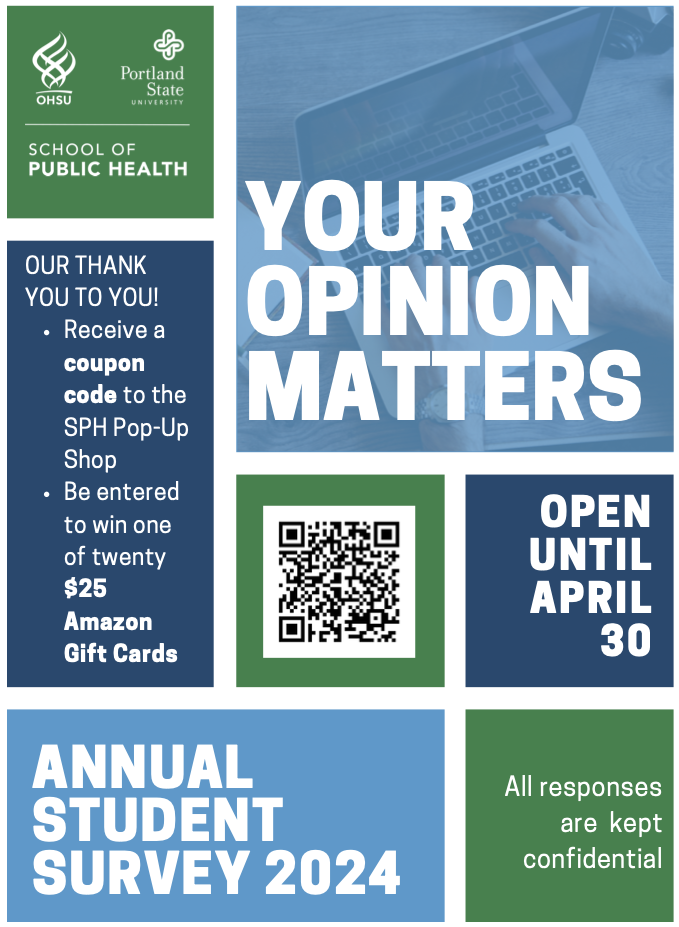 OHSU
Portland
State
UNIVERSITY
SCHOOL OF
PUBLIC HEALTH
YOUR
OPINION
MATTERS
OUR THANK
YOU TO YOU!
• Receive a
coupon
code to the
SPH Pop-Up
Shop
• Be entered
to win one
of twenty
$25
Amazon
Gift Cards
OPEN
UNTIL
APRIL
30
ANNUAL
STUDENT
SURVEY 2024
All responses
are kept
confidential